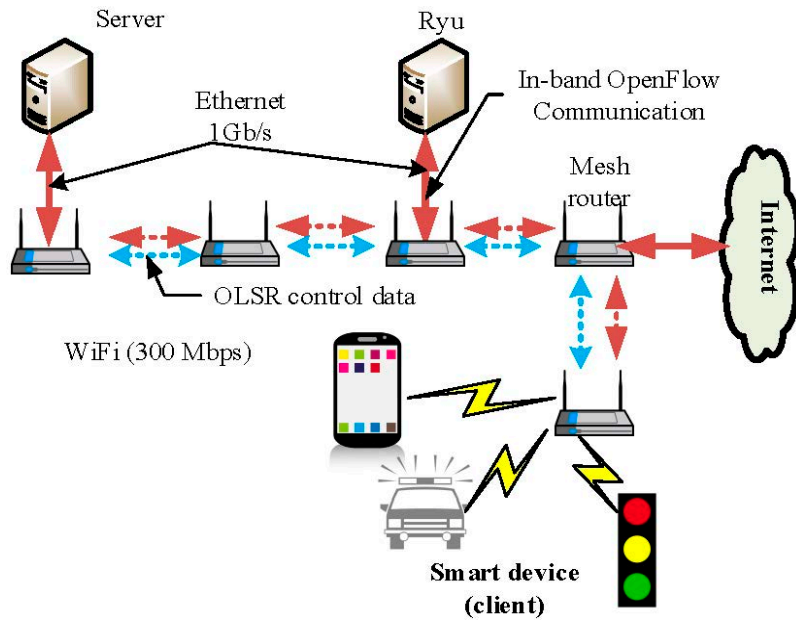 Server
Ryu
Ethernet
1Gb/s
In-band OpenFlow
Communication
Mesh
router
Internet
OLSR control data
WiFi (300 Mbps)
Smart device
(client)